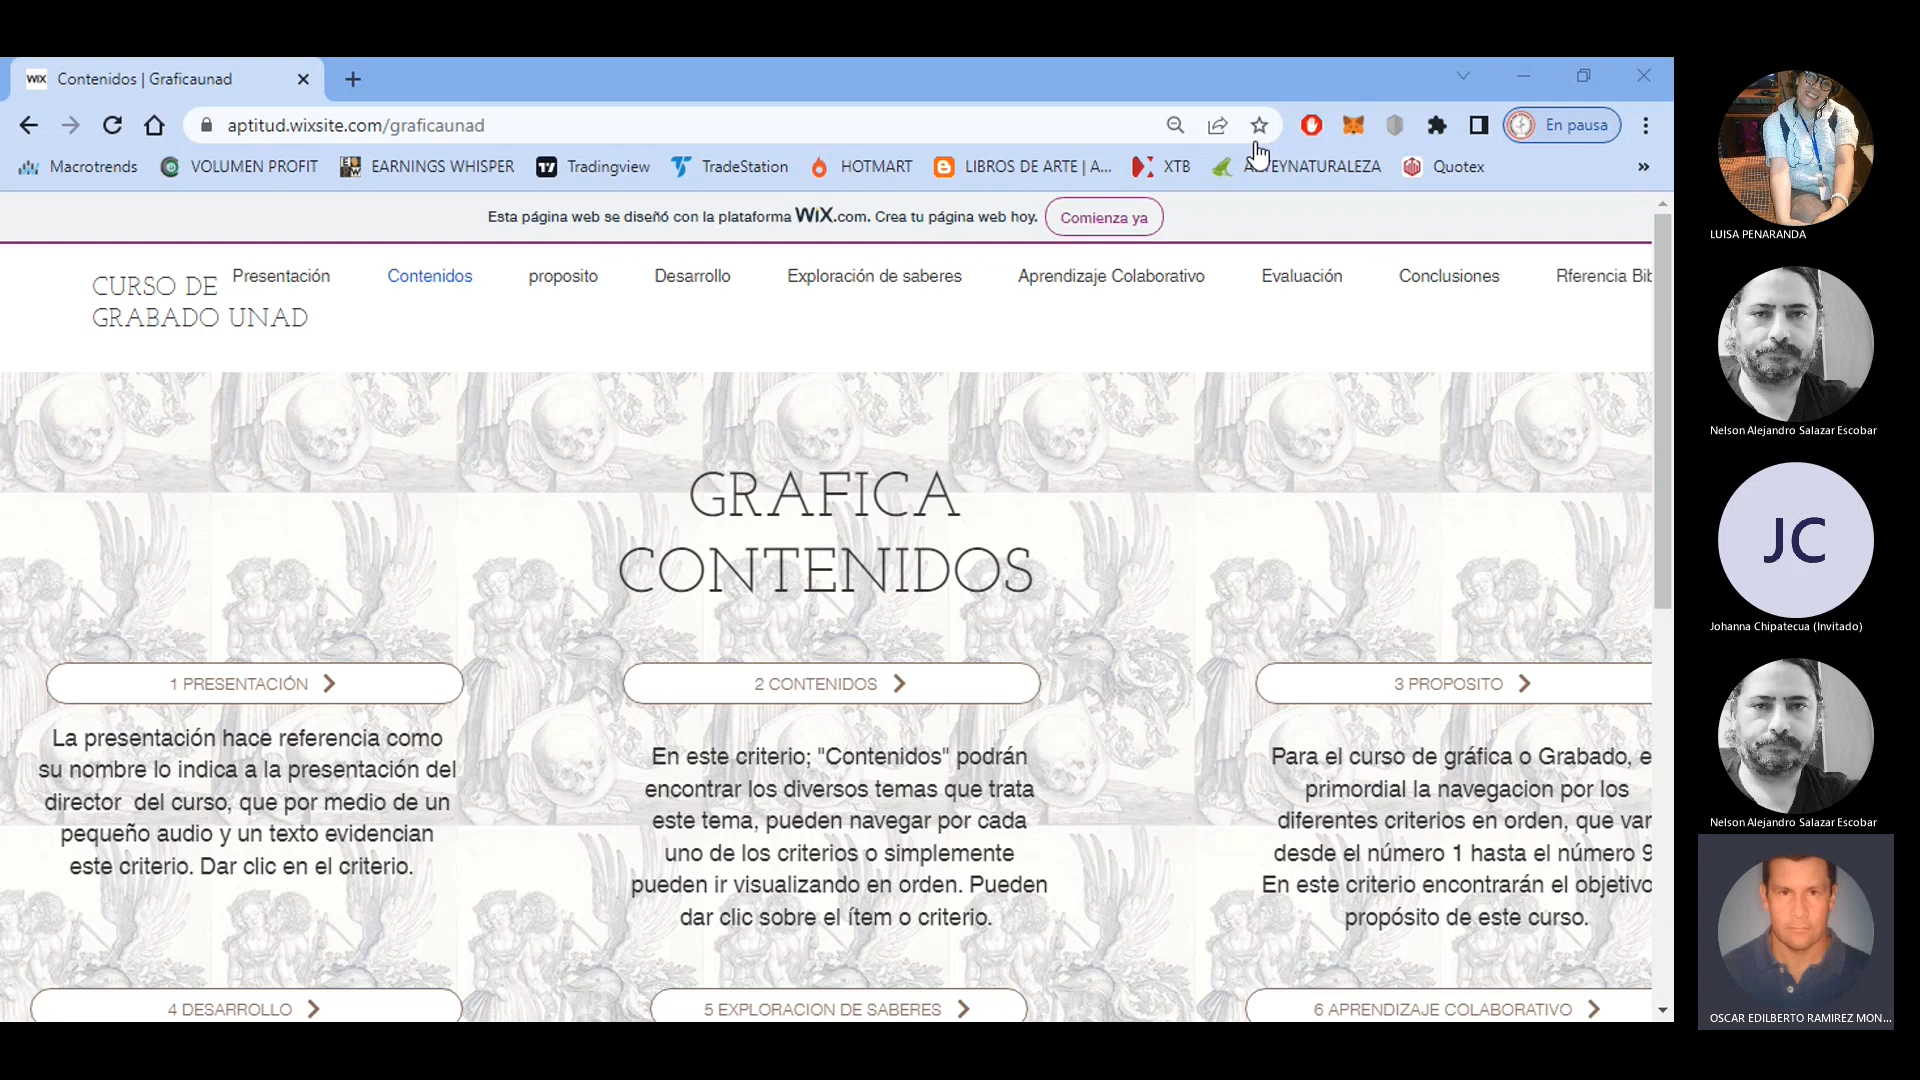 WIX Contenidos | Graficaunad
aptitud.wixsite.com/graficaunad
En pausa
Macrotrends VOLUMEN PROFIT EARNINGS WHISPER Tradingview TradeStation HOTMART LIBROS DE ARTE | A... XTB Quotex
Esta página web se diseñó con la plataforma WiX.com. Crea tu página web hoy. Comienza ya
CURSO DE
GRABADO UNAD
Presentación Contenidos proposito Desarrollo Exploración de saberes Aprendizaje Colaborativo Evaluación Conclusiones Rferencia Bib
GRAFICA
CONTENIDOS
1 PRESENTACIÓN
La presentación hace referencia como
su nombre lo indica a la presentación del
director del curso, que por medio de un
pequeño audio y un texto evidencian
este criterio. Dar clic en el criterio.
2 CONTENIDOS
En este criterio; "Contenidos" podrán
encontrar los diversos temas que trata
este tema, pueden navegar por cada
uno de los criterios o simplemente
pueden ir visualizando en orden. Pueden
dar clic sobre el ítem o criterio.
3 PROPOSITO
Para el curso de gráfica o Grabado, e
primordial la navegacion por los
diferentes criterios en orden, que van
desde el número 1 hasta el número 9
En este criterio encontrarán el objetivo
propósito de este curso.
4 DESARROLLO
5 EXPLORACION DE SABERES
6 APRENDIZAJE COLABORATIVO
LUISA PENARANDA
Nelson Alejandro Salazar Escobar
JC
Johanna Chipatecua (Invitado)
Nelson Alejandro Salazar Escobar
OSCAR EDILBERTO RAMIREZ MON...